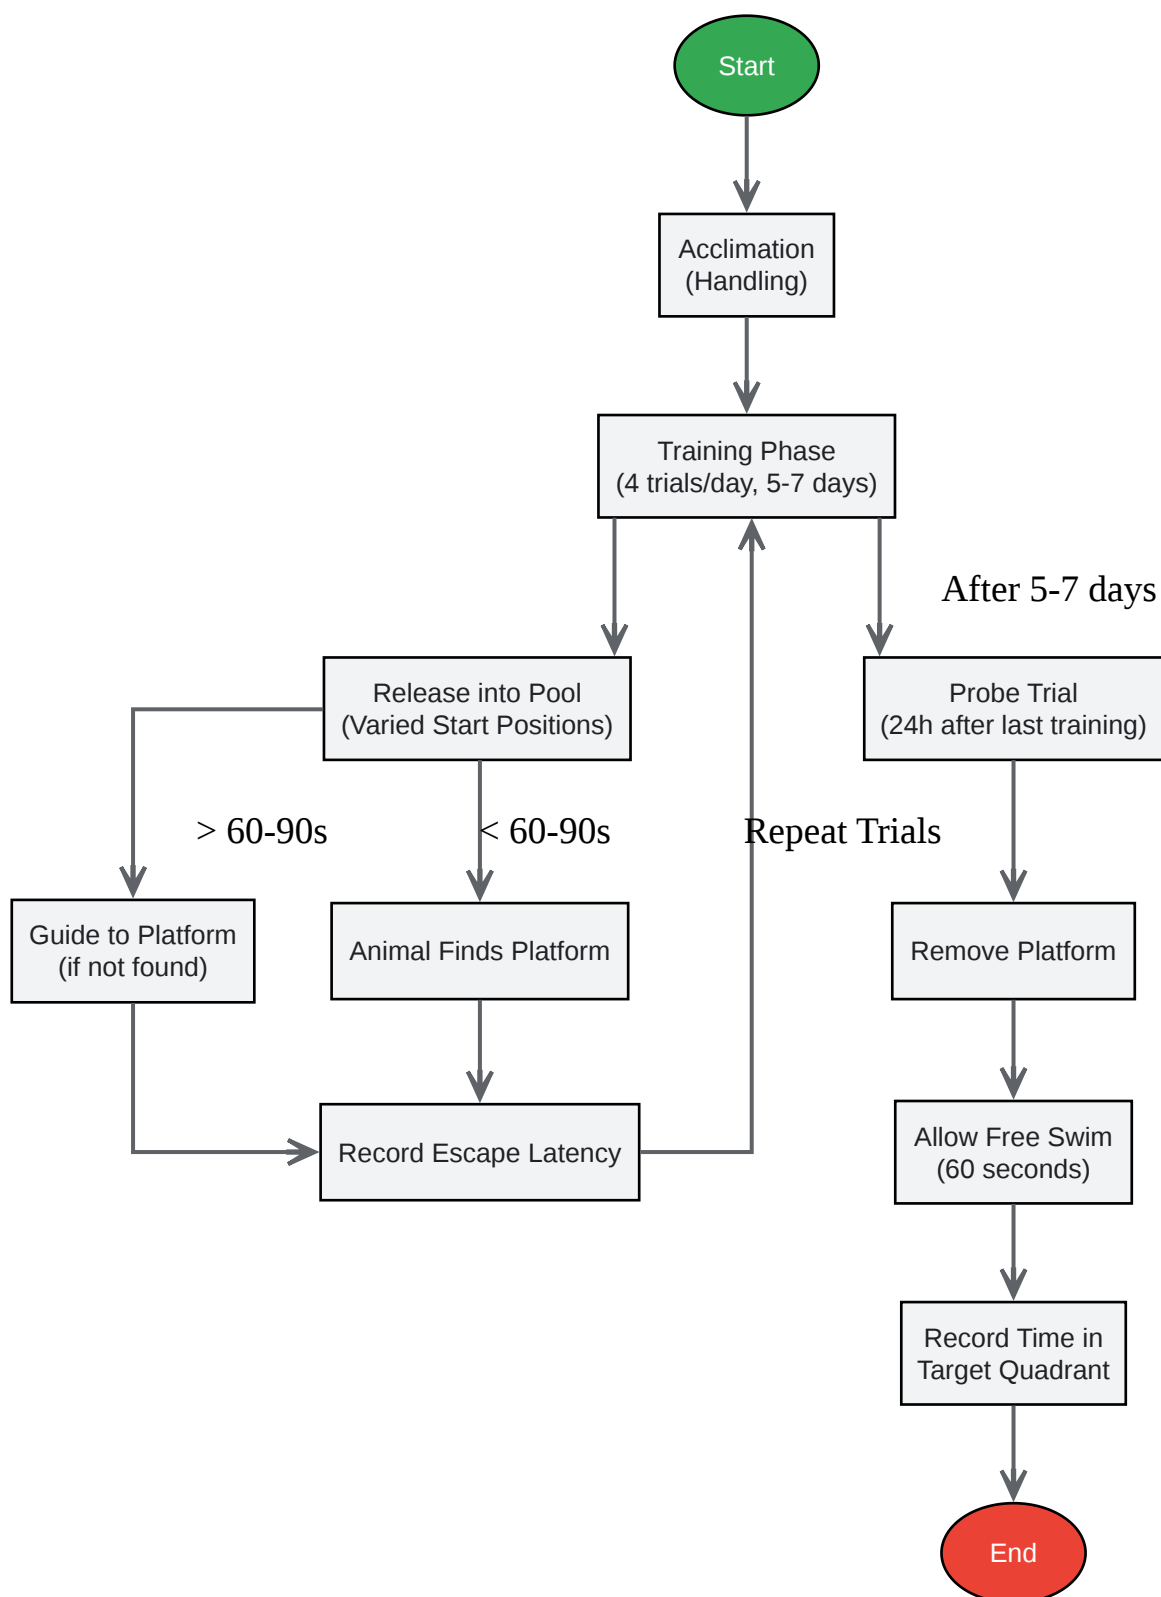 Start
Acclimation
(Handling)
Training Phase
(4 trials/day, 5-7 days)
After 5-7 days
Release into Pool
(Varied Start Positions)
Probe Trial
(24h after last training)
> 60-90s
< 60-90s
Repeat Trials
Guide to Platform
(if not found)
Animal Finds Platform
Remove Platform
Record Escape Latency
Allow Free Swim
(60 seconds)
Record Time in
Target Quadrant
End